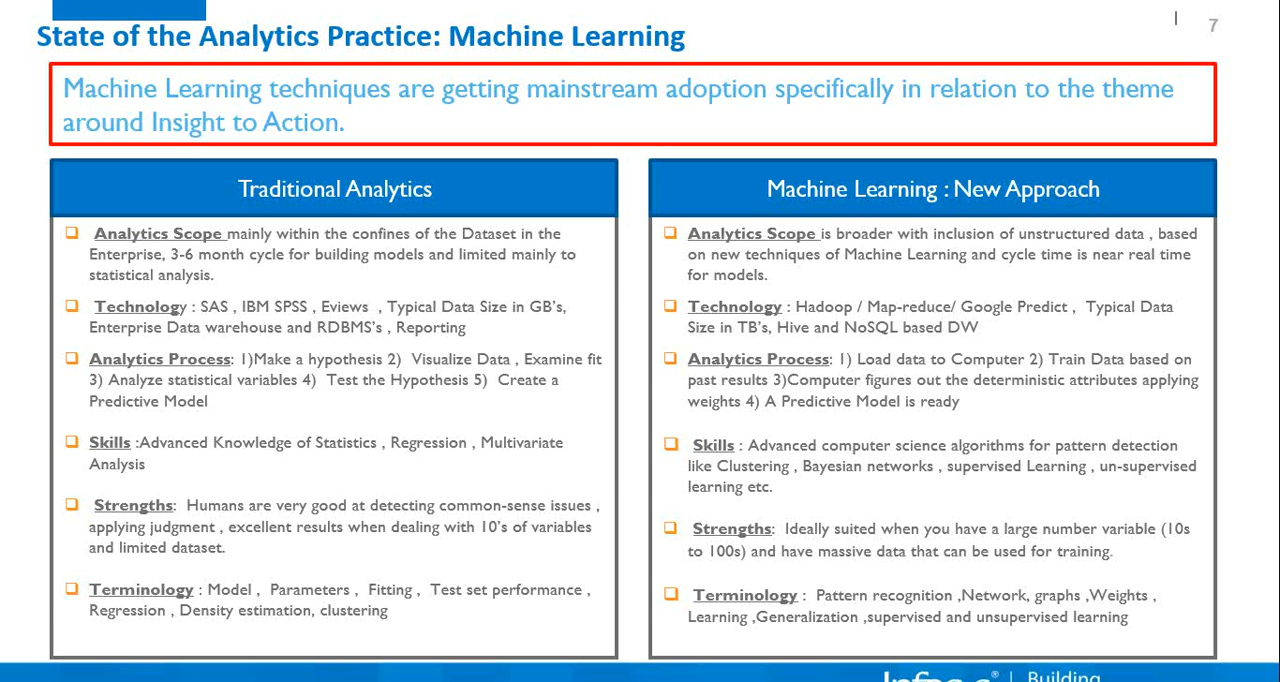 7
State of the Analytics Practice: Machine Learning
Machine Learning techniques are getting mainstream adoption specifically in relation to the theme
around Insight to Action.
Traditional Analytics
Analytics Scope mainly within the confines of the Dataset in the
Enterprise, 3-6 month cycle for building models and limited mainly to
statistical analysis.
Technology : SAS , IBM SPSS , Eviews , Typical Data Size in GB's,
Enterprise Data warehouse and RDBMS's , Reporting
Analytics Process: 1)Make a hypothesis 2) Visualize Data , Examine fit
3) Analyze statistical variables 4) Test the Hypothesis 5) Create a
Predictive Model
Skills :Advanced Knowledge of Statistics , Regression , Multivariate
Analysis
Strengths: Humans are very good at detecting common-sense issues ,
applying judgment , excellent results when dealing with 10's of variables
and limited dataset.
Terminology : Model , Parameters , Fitting , Test set performance ,
Regression , Density estimation, clustering
Machine Learning : New Approach
Analytics Scope is broader with inclusion of unstructured data , based
on new techniques of Machine Learning and cycle time is near real time
for models.
Technology : Hadoop / Map-reduce/ Google Predict , Typical Data
Size in TB's, Hive and NoSQL based DW
Analytics Process: 1) Load data to Computer 2) Train Data based on
past results 3)Computer figures out the deterministic attributes applying
weights 4) A Predictive Model is ready
Skills : Advanced computer science algorithms for pattern detection
like Clustering , Bayesian networks , supervised Learning , un-supervised
learning etc.
Strengths: Ideally suited when you have a large number variable (10s
to 100s) and have massive data that can be used for training.
Terminology : Pattern recognition ,Network, graphs ,Weights ,
Learning ,Generalization ,supervised and unsupervised learning
Building